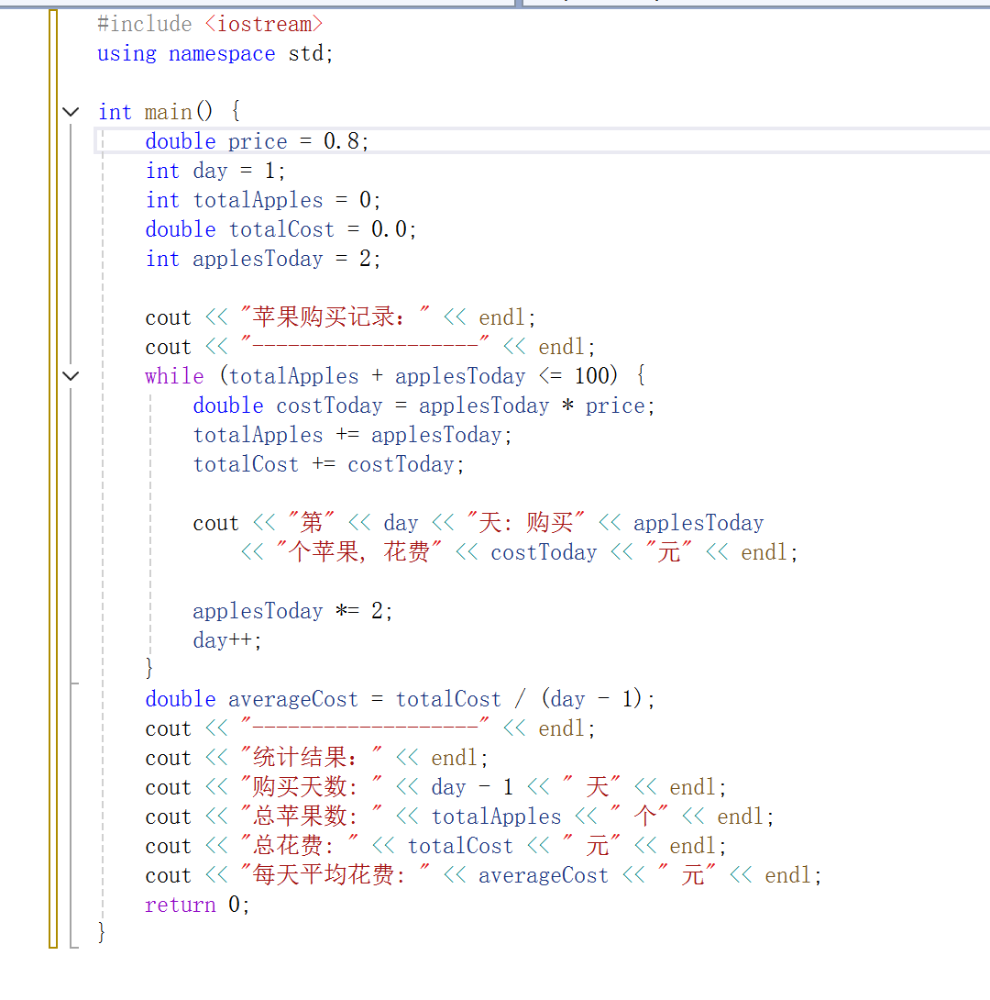 #include <iostream>
using namespace std;
int main() {
double price = 0.8;
int day = 1;
int totalApples = 0;
double totalCost = 0.0;
int applesToday = 2;
cout << "苹果购买记录：" << endl;
cout << "-------------------" << endl;
while (totalApples + applesToday <= 100) {
double costToday = applesToday * price;
totalApples += applesToday;
totalCost += costToday;
cout << "第" << day << "天: 购买" << applesToday
<< "个苹果, 花费" << costToday << "元" << endl;
applesToday *= 2;
day++;
}
double averageCost = totalCost / (day - 1);
cout << "-------------------" << endl;
cout << "统计结果：" << endl;
cout << "购买天数: " << day - 1 << " 天" << endl;
cout << "总苹果数: " << totalApples << " 个" << endl;
cout << "总花费: " << totalCost << " 元" << endl;
cout << "每天平均花费: " << averageCost << " 元" << endl;
return 0;
}